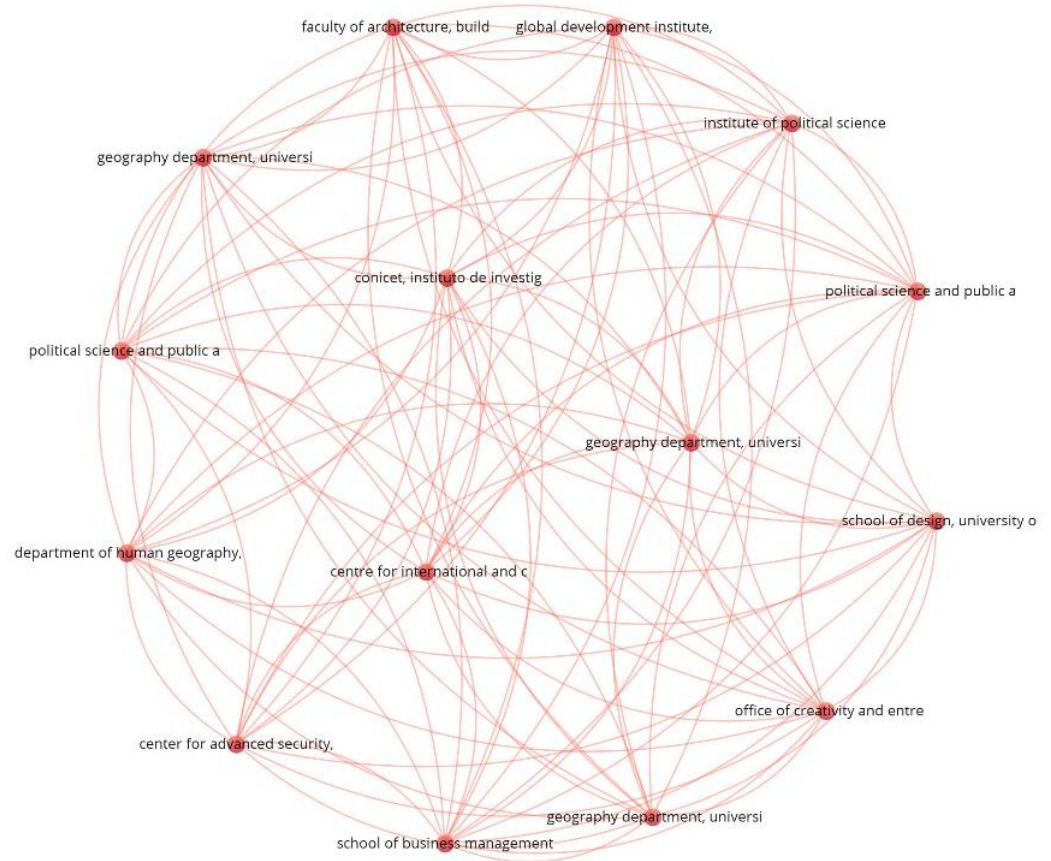 faculty of architecture, build
global development institute,
institute of political science
geography department, universi
conicet, instituto de investig
political science and public a
political science and public a
geography department, universi
school of design, university o
department of human geography,
centre for international and c
office of creativity and entre
center for advanced security,
geography department, universi
school of business management